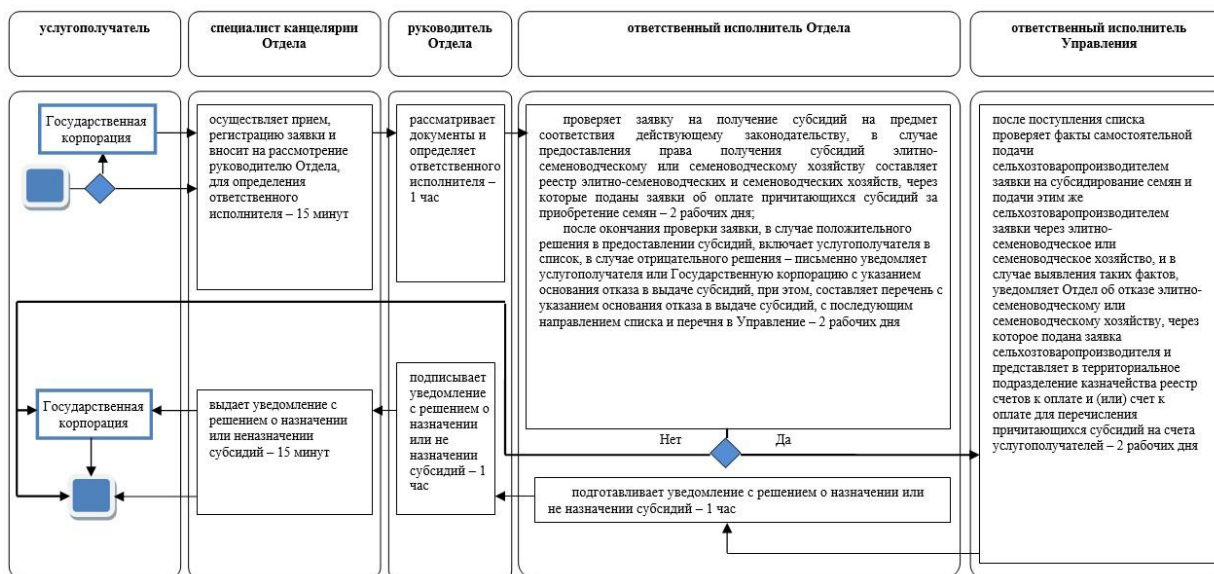 услугополучатель
специалист канцелярии
Отдела
руководитель
Отдела
ответственный исполнитель Отдела
ответственный исполнитель
Управления
Государственная
корпорация
осуществляет прием,
регистрацию заявки и
вносит на рассмотрение
руководителю Отдела,
для определения
ответственного
исполнителя – 15 минут
рассматривает
документы и
определяет
ответственного
исполнителя –
1 час
проверяет заявку на получение субсидий на предмет
соответствия действующему законодательству, в случае
предоставления права получения субсидий элитно-
семеноводческому или семеноводческому хозяйству составляет
реестр элитно-семеноводческих и семеноводческих хозяйств, через
которые поданы заявки об оплате причитающихся субсидий за
приобретение семян – 2 рабочих дня;
после окончания проверки заявки, в случае положительного
решения в предоставлении субсидий, включает услугополучателя в
список, в случае отрицательного решения – письменно уведомляет
услугополучателя или Государственную корпорацию с указанием
основания отказа в выдаче субсидий, при этом, составляет перечень с
указанием основания отказа в выдаче субсидий, с последующим
направлением списка и перечня в Управление – 2 рабочих дня
после поступления списка
проверяет факты самостоятельной
подачи
сельхозтоваропроизводителем
заявки на субсидирование семян и
подачи этим же
сельхозтоваропроизводителем
заявки через элитно-
семеноводческое или
семеноводческое хозяйство, и в
случае выявления таких фактов,
уведомляет Отдел об отказе элитно-
семеноводческому или
семеноводческому хозяйству, через
которое подана заявка
сельхозтоваропроизводителя и
представляет в территориальное
подразделение казначейства реестр
счетов к оплате и (или) счет к
оплате для перечисления
причитающихся субсидий на счета
услугополучателей – 2 рабочих дня
Государственная
корпорация
выдает уведомление с
решением о назначении
или неназначении
субсидий – 15 минут
подписывает
уведомление
с решением о
назначении
или не
назначении
субсидий – 1
час
Нет
Да
подготавливает уведомление с решением о назначении или
не назначении субсидий – 1 час